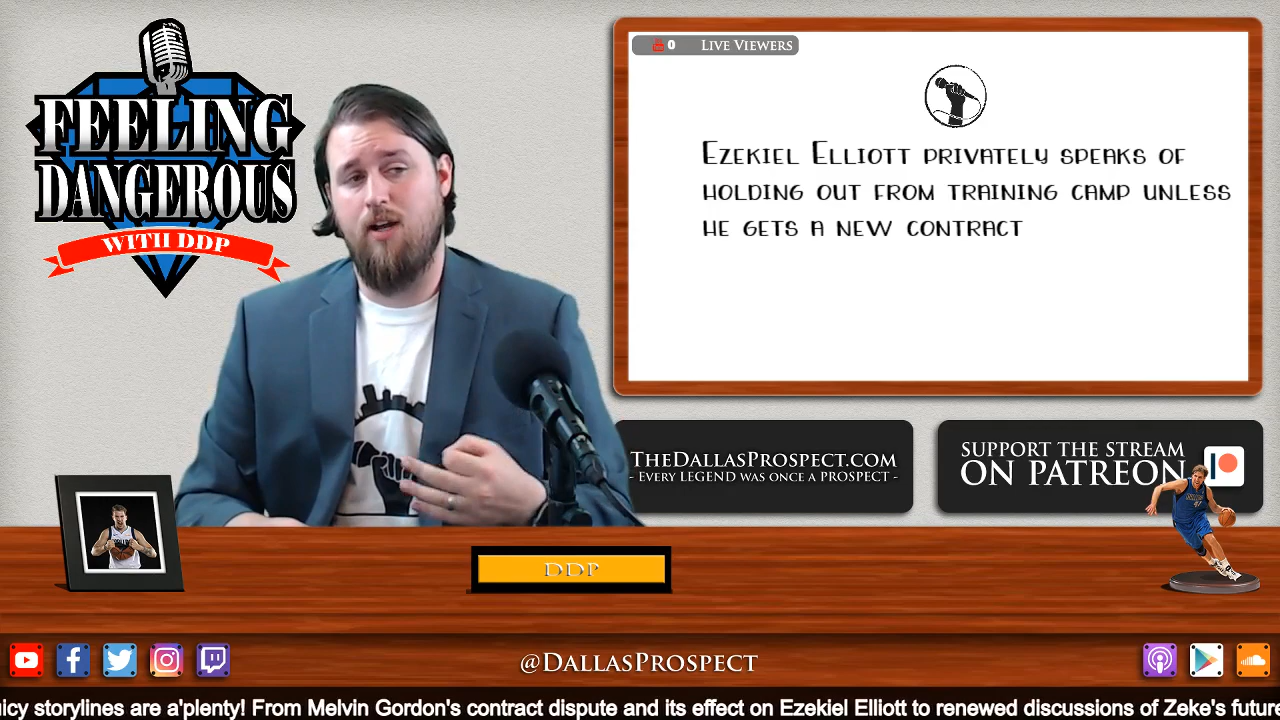 FEELING
DANGEROUS
WITH DDP
0 LIVE VIEWERS
EZEKIEL ELLIOTT PRIVATELY SPEAKS OF
HOLDING OUT FROM TRAINING CAMP UNLESS
HE GETS A NEW CONTRACT
THEDALLASPROSPECT.COM
- EVERY LEGEND WAS ONCE A PROSPECT -
SUPPORT THE STREAM
ON PATREON
DDP
@DALLASPROSPECT
storylines are a'plenty! From Melvin Gordon's contract dispute and its effect on Ezekiel Elliott to renewed discussions of Zeke's future